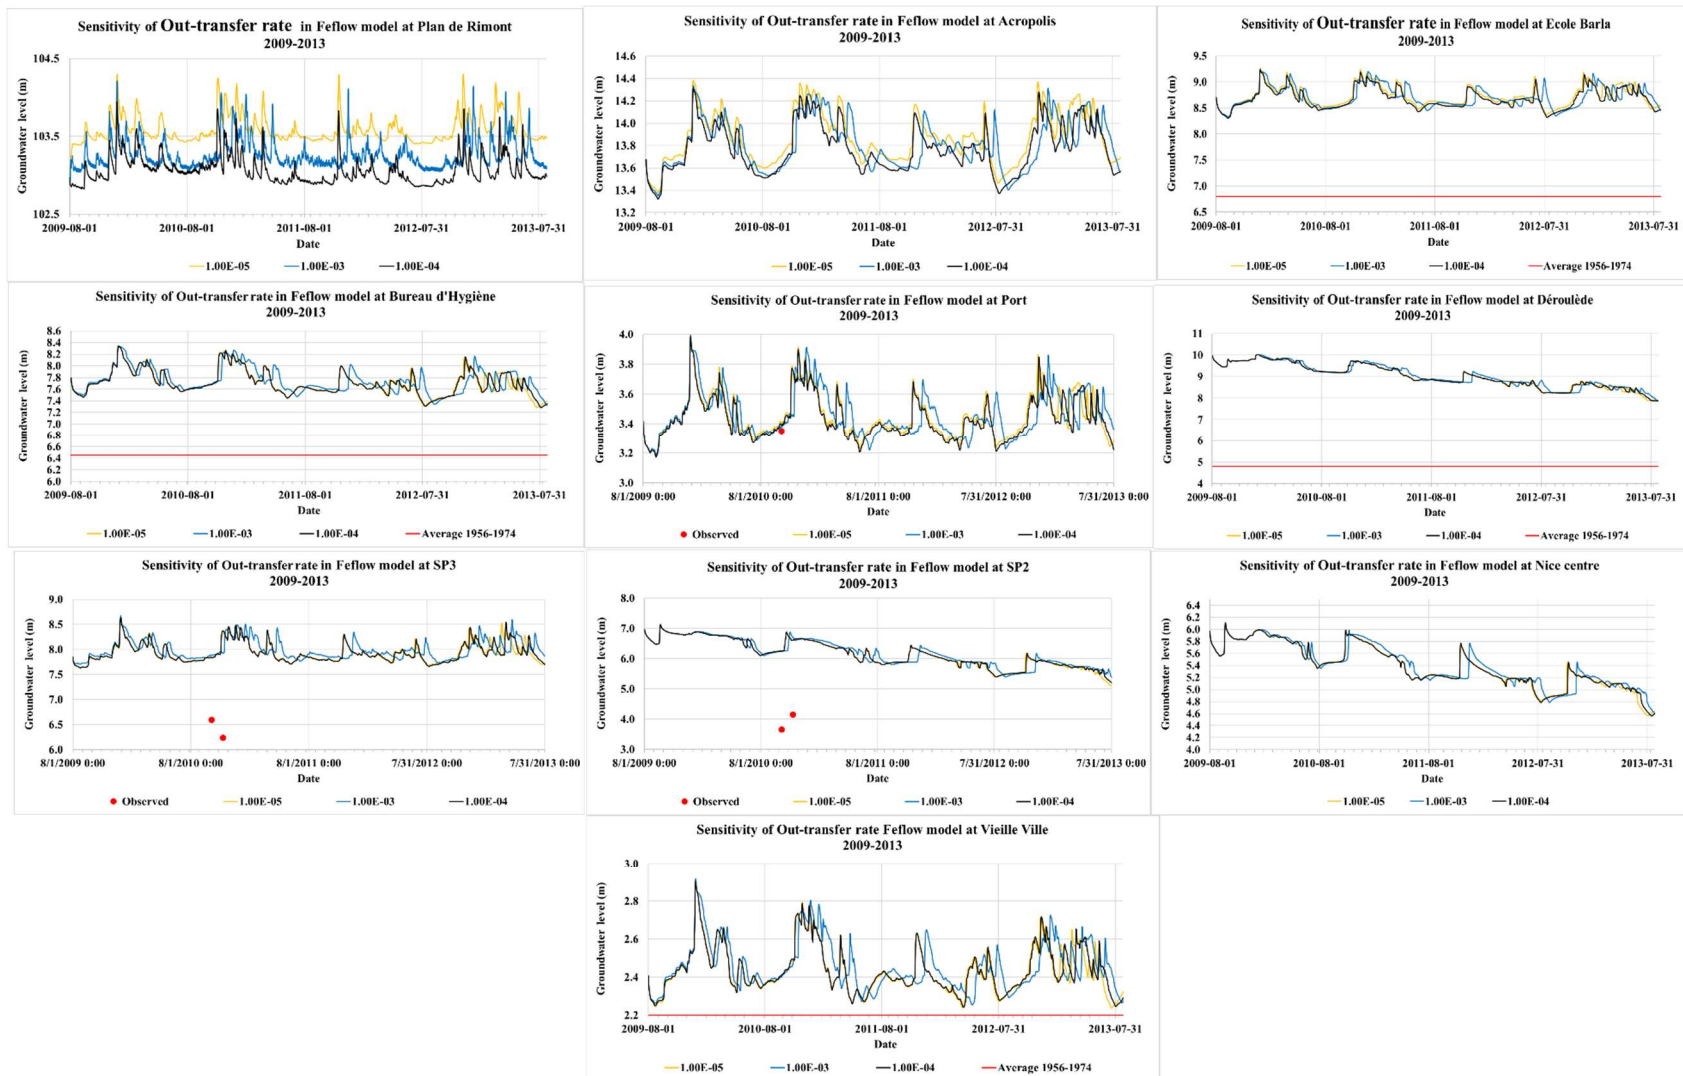 Sensitivity of Out-transfer rate in Feflow model at Plan de Rimont
2009-2013
Groundwater level (m)
104.5
103.5
102.5
2009-08-01
2010-08-01
2011-08-01
2012-07-31
2013-07-31
Date
1.00E-05
1.00E-03
1.00E-04
Sensitivity of Out-transfer rate in Feflow model at Acropolis
2009-2013
Groundwater level (m)
14.6
14.4
14.2
14.0
13.8
13.6
13.4
13.2
2009-08-01
2010-08-01
2011-08-01
2012-07-31
2013-07-31
Date
1.00E-05
1.00E-03
1.00E-04
Sensitivity of Out-transfer rate in Feflow model at Ecole Barla
2009-2013
Groundwater level (m)
9.5
9.0
8.5
8.0
7.5
7.0
6.5
2009-08-01
2010-08-01
2011-08-01
2012-07-31
2013-07-31
Date
1.00E-05
1.00E-03
1.00E-04
Average 1956-1974
Sensitivity of Out-transfer rate in Feflow model at Bureau d'Hygiène
2009-2013
Groundwater level (m)
8.6
8.4
8.2
8.0
7.8
7.6
7.4
7.2
7.0
6.8
6.6
6.4
6.2
6.0
2009-08-01
2010-08-01
2011-08-01
2012-07-31
2013-07-31
Date
1.00E-05
1.00E-03
1.00E-04
Average 1956-1974
Sensitivity of Out-transfer rate in Feflow model at Port
2009-2013
Groundwater level (m)
4.0
3.8
3.6
3.4
3.2
3.0
8/1/2009 0:00
8/1/2010 0:00
8/1/2011 0:00
7/31/2012 0:00
7/31/2013 0:00
Date
Observed
1.00E-05
1.00E-03
1.00E-04
Sensitivity of Out-transfer rate in Feflow model at Déroulède
2009-2013
Groundwater level (m)
11
10
9
8
7
6
5
4
2009-08-01
2010-08-01
2011-08-01
2012-07-31
2013-07-31
Date
1.00E-05
1.00E-03
1.00E-04
Average 1956-1974
Sensitivity of Out-transfer rate in Feflow model at SP3
2009-2013
Groundwater level (m)
9.0
8.5
8.0
7.5
7.0
6.5
6.0
8/1/2009 0:00
8/1/2010 0:00
8/1/2011 0:00
7/31/2012 0:00
7/31/2013 0:00
Date
Observed
1.00E-05
1.00E-03
1.00E-04
Sensitivity of Out-transfer rate in Feflow model at SP2
2009-2013
Groundwater level (m)
8.0
7.0
6.0
5.0
4.0
3.0
8/1/2009 0:00
8/1/2010 0:00
8/1/2011 0:00
7/31/2012 0:00
7/31/2013 0:00
Date
Observed
1.00E-05
1.00E-03
1.00E-04
Sensitivity of Out-transfer rate in Feflow model at Nice centre
2009-2013
Groundwater level (m)
6.4
6.2
6.0
5.8
5.6
5.4
5.2
5.0
4.8
4.6
4.4
4.2
4.0
2009-08-01
2010-08-01
2011-08-01
2012-07-31
2013-07-31
Date
1.00E-05
1.00E-03
1.00E-04
Sensitivity of Out-transfer rate Feflow model at Vieille Ville
2009-2013
Groundwater level (m)
3.0
2.8
2.6
2.4
2.2
2009-08-01
2010-08-01
2011-08-01
2012-07-31
2013-07-31
Date
1.00E-05
1.00E-03
1.00E-04
Average 1956-1974